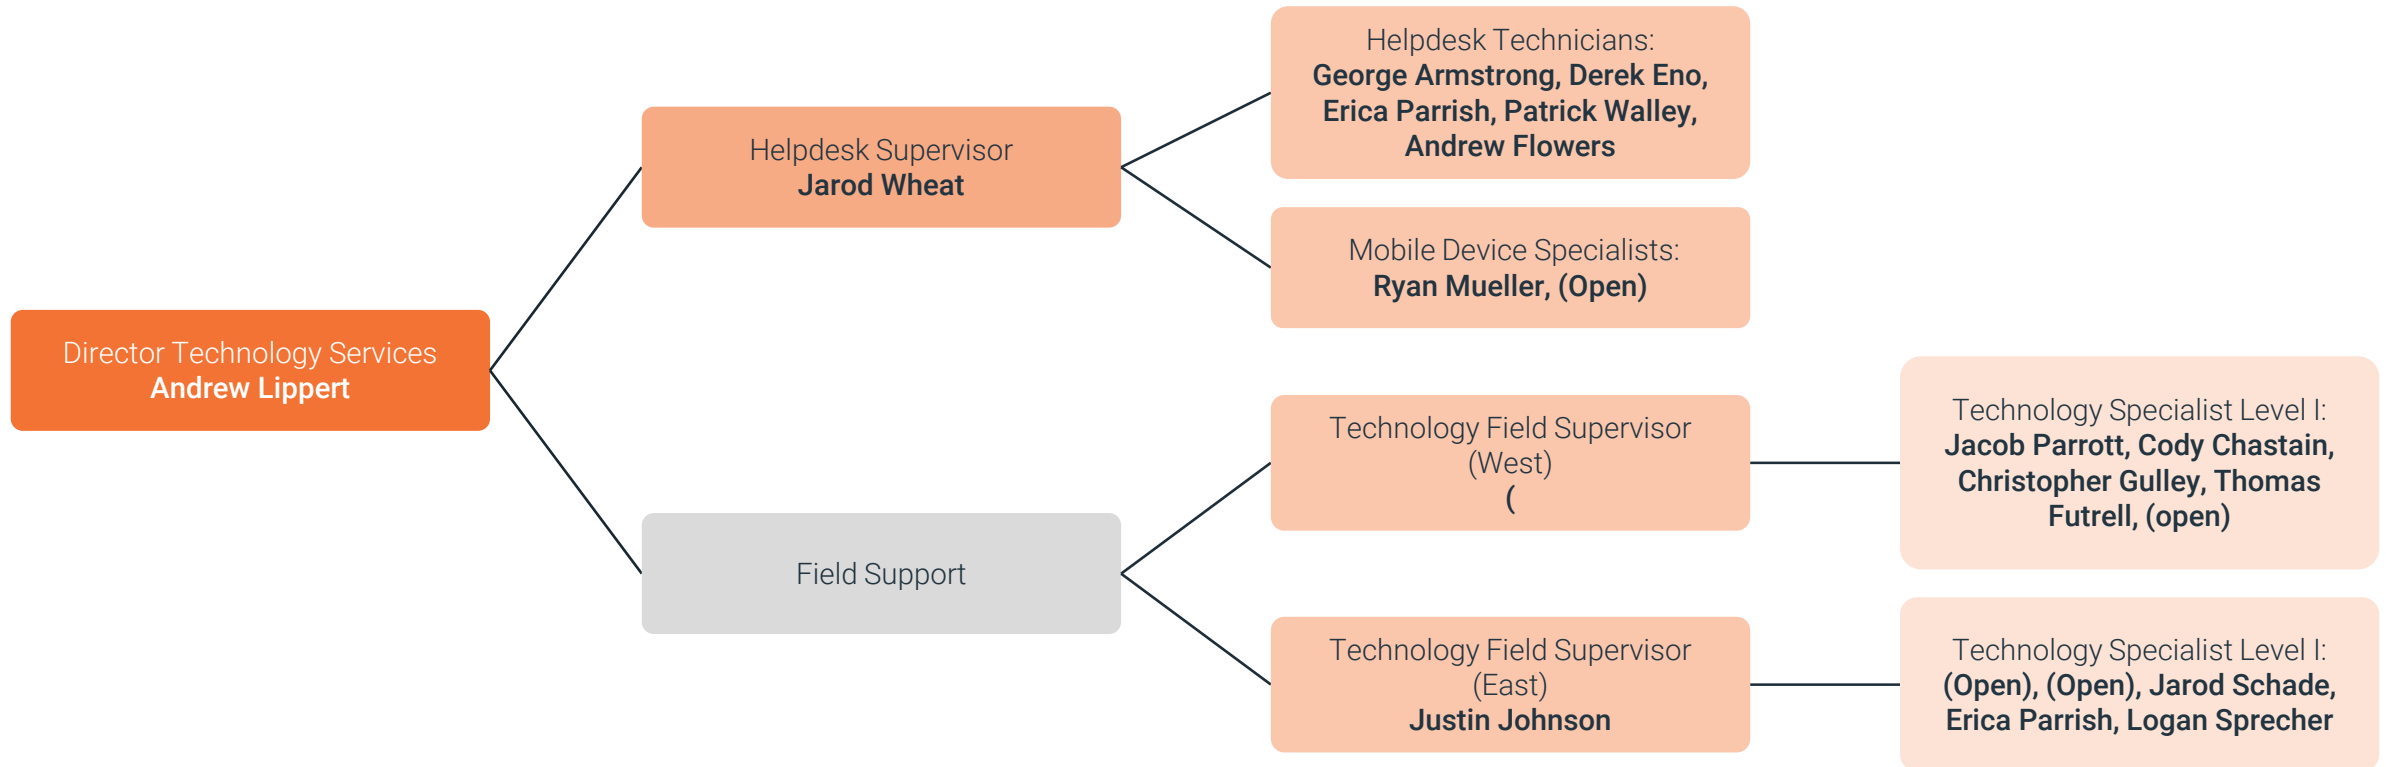 Director Technology Services
Andrew Lippert
Helpdesk Supervisor
Jarod Wheat
Helpdesk Technicians:
George Armstrong, Derek Eno,
Erica Parrish, Patrick Walley,
Andrew Flowers
Mobile Device Specialists:
Ryan Mueller, (Open)
Field Support
Technology Field Supervisor
(West)
(
Technology Specialist Level I:
Jacob Parrott, Cody Chastain,
Christopher Gulley, Thomas
Futrell, (open)
Technology Field Supervisor
(East)
Justin Johnson
Technology Specialist Level I:
(Open), (Open), Jarod Schade,
Erica Parrish, Logan Sprecher